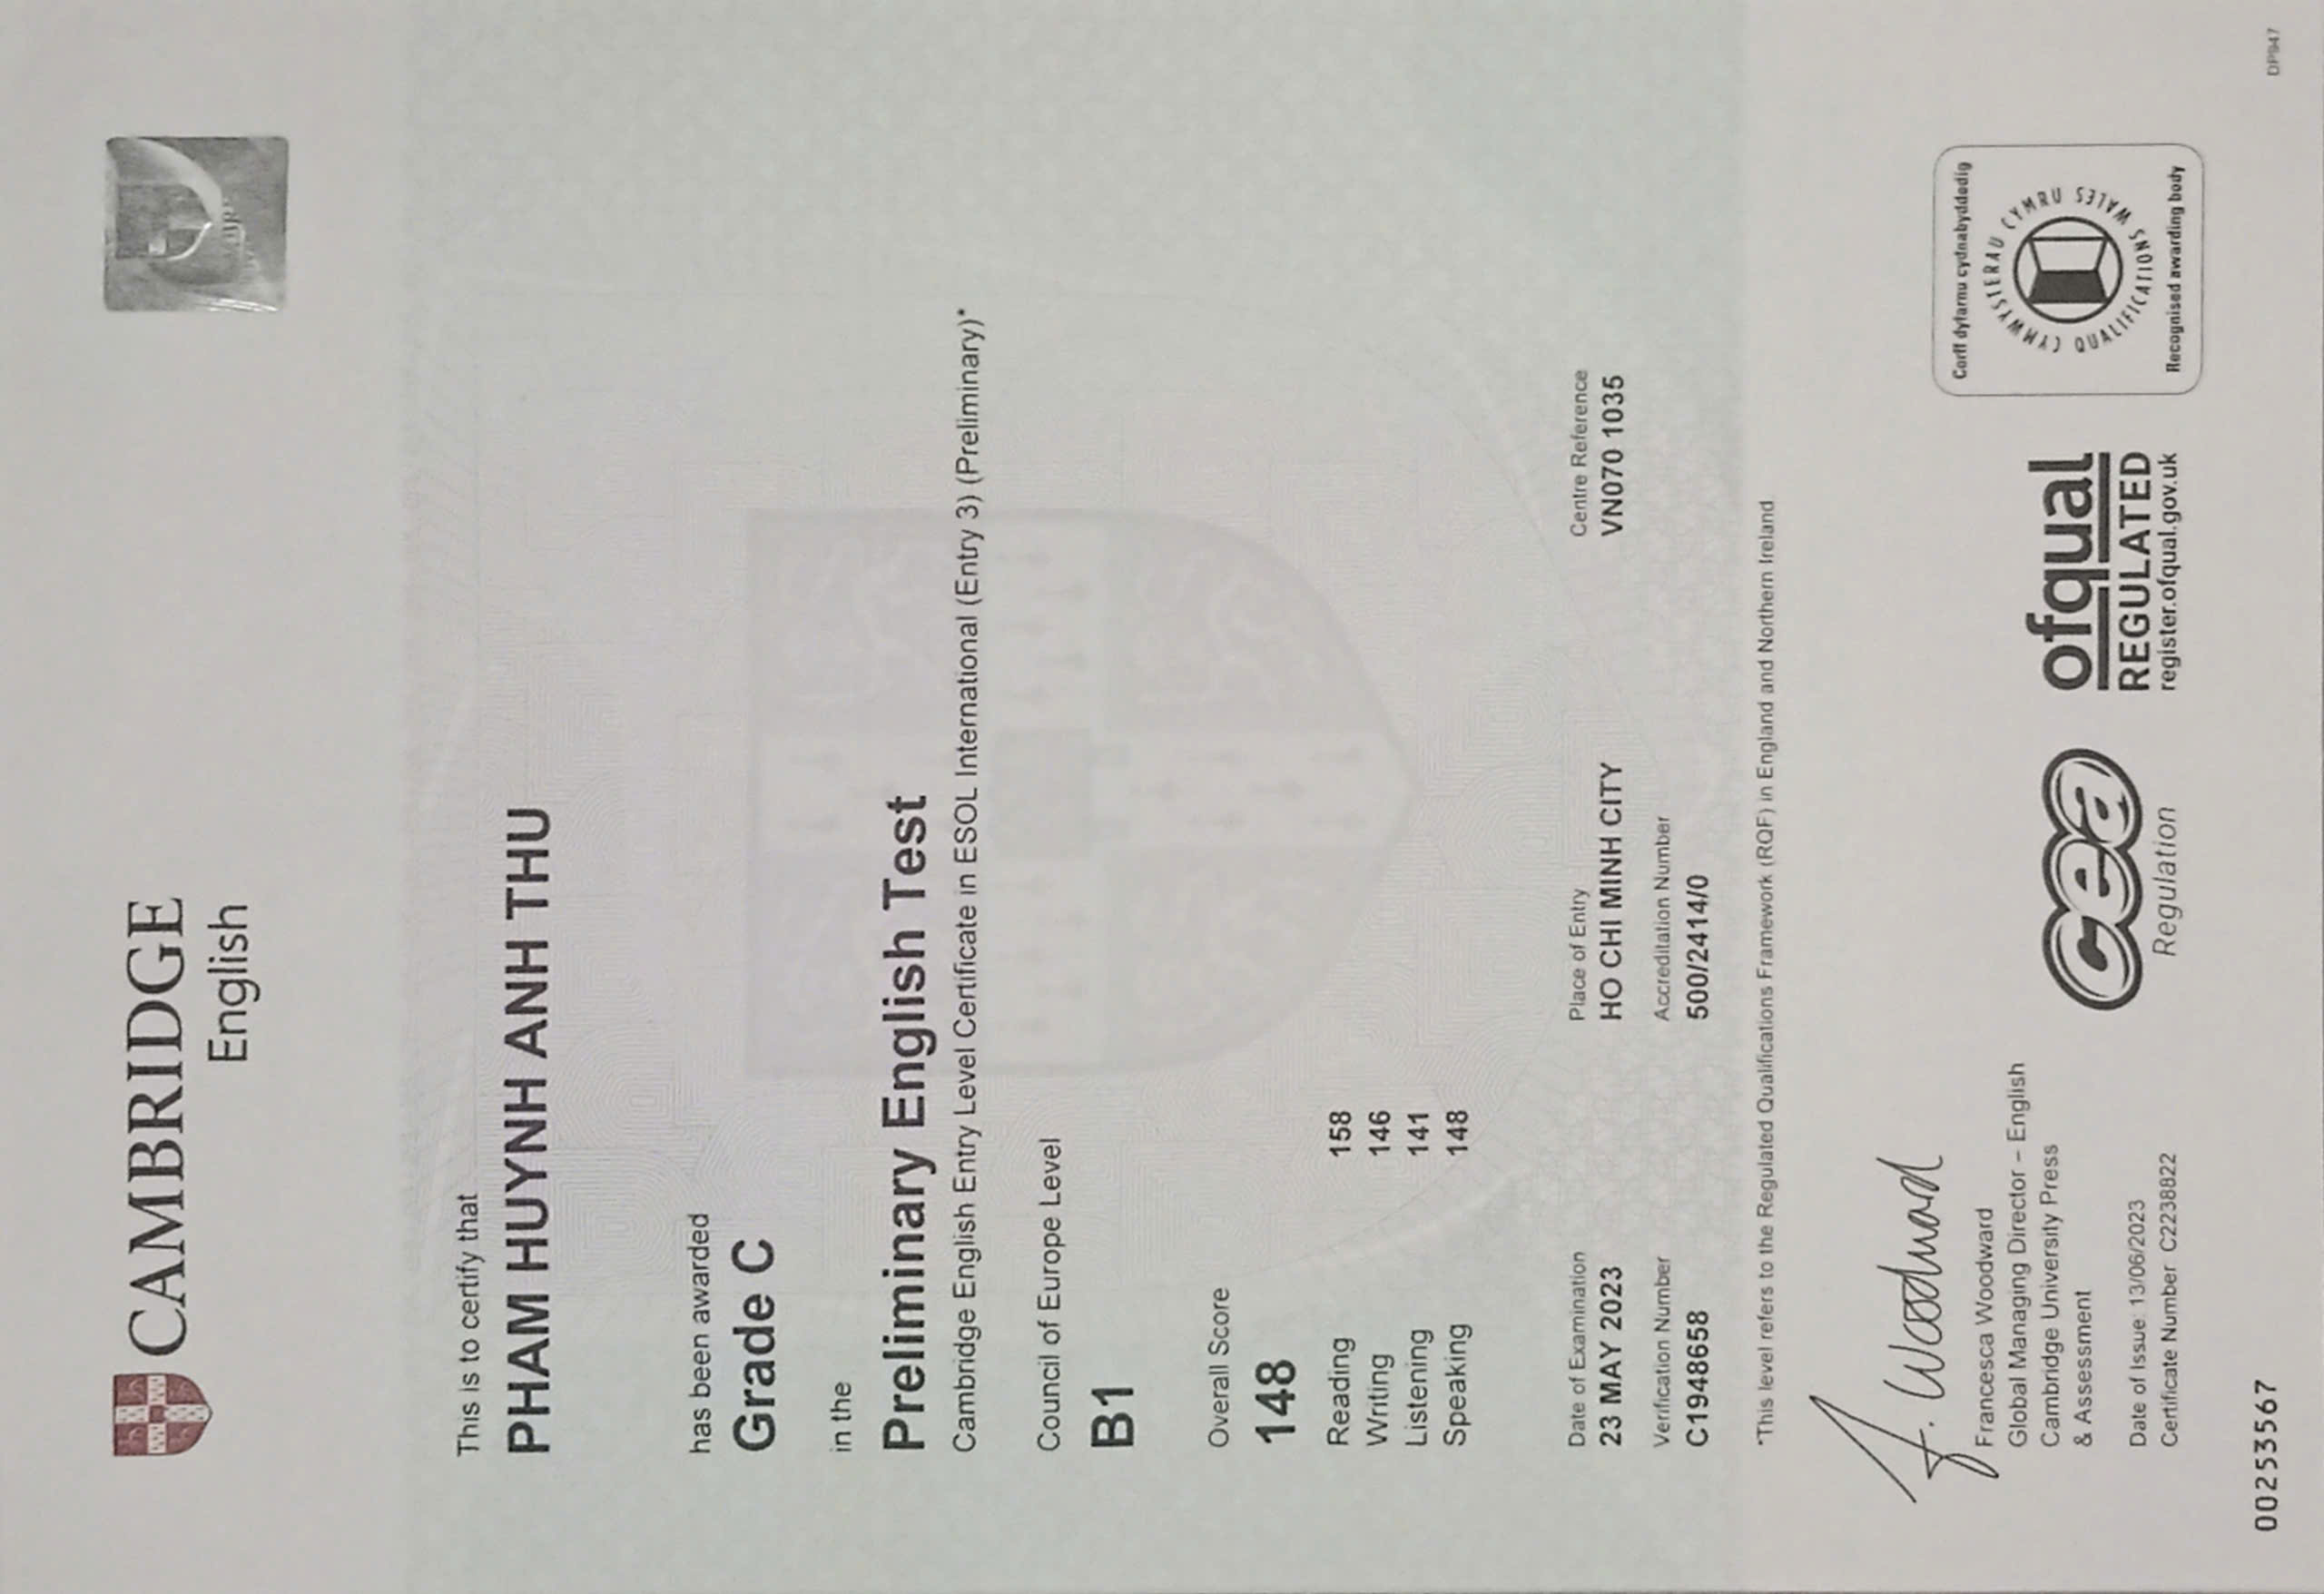 CAMBRIDGE
English
This is to certify that
PHAM HUYNH ANH THU
has been awarded
Grade C
in the
Preliminary English Test
Cambridge English Entry Level Certificate in ESOL International (Entry 3) (Preliminary)*
Council of Europe Level
B1
Overall Score
148
Reading 158
Writing 146
Listening 141
Speaking 148
Date of Examination Place of Entry Centre Reference
23 MAY 2023 HO CHI MINH CITY VN070 1035
Verification Number Accreditation Number
C1948658 500/2414/0
*This level refers to the Regulated Qualifications Framework (RQF) in England and Northern Ireland
F. Woodward
Francesca Woodward
Global Managing Director – English
Cambridge University Press
& Assessment
Date of Issue: 13/06/2023
Certificate Number C2238822
ccea
Regulation
ofqual
REGULATED
register.ofqual.gov.uk
Corff dyfarnu cydnabyddedig
CYMWYSTERAU CYMRU
QUALIFICATIONS WALES
Recognised awarding body
00253567
DP947